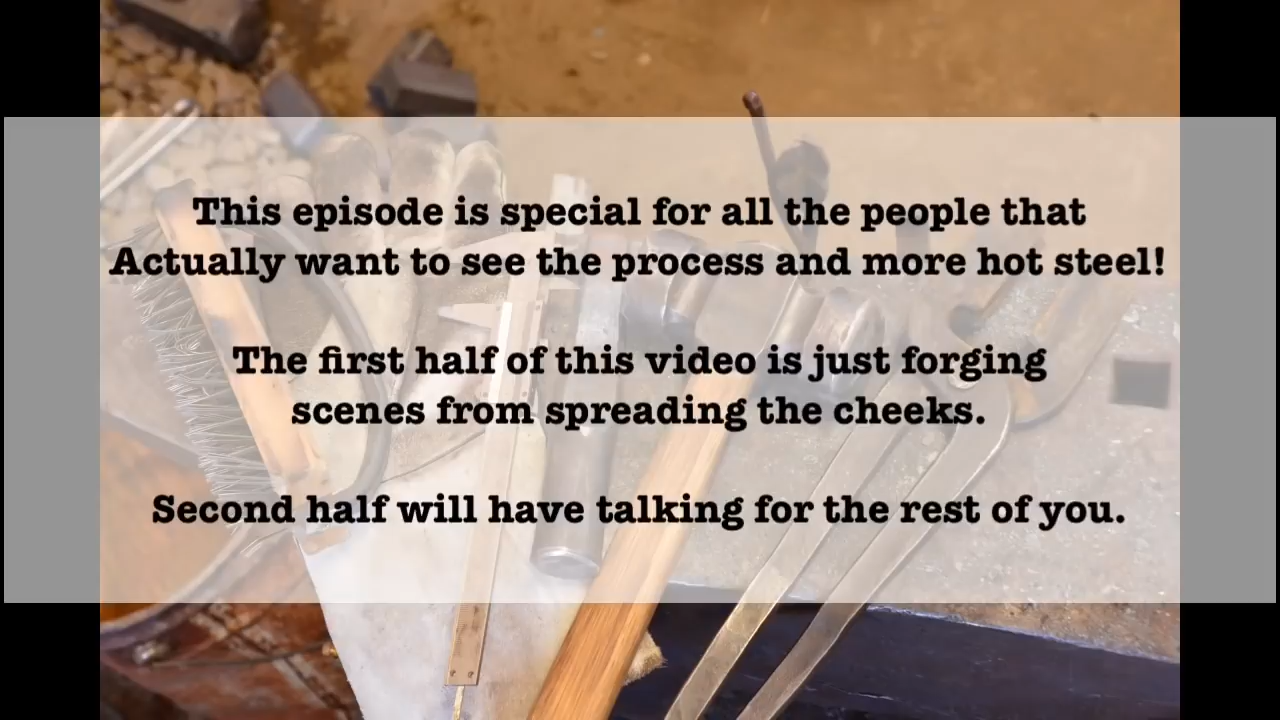 This episode is special for all the people that
Actually want to see the process and more hot steel!
The first half of this video is just forging
scenes from spreading the cheeks.
Second half will have talking for the rest of you.